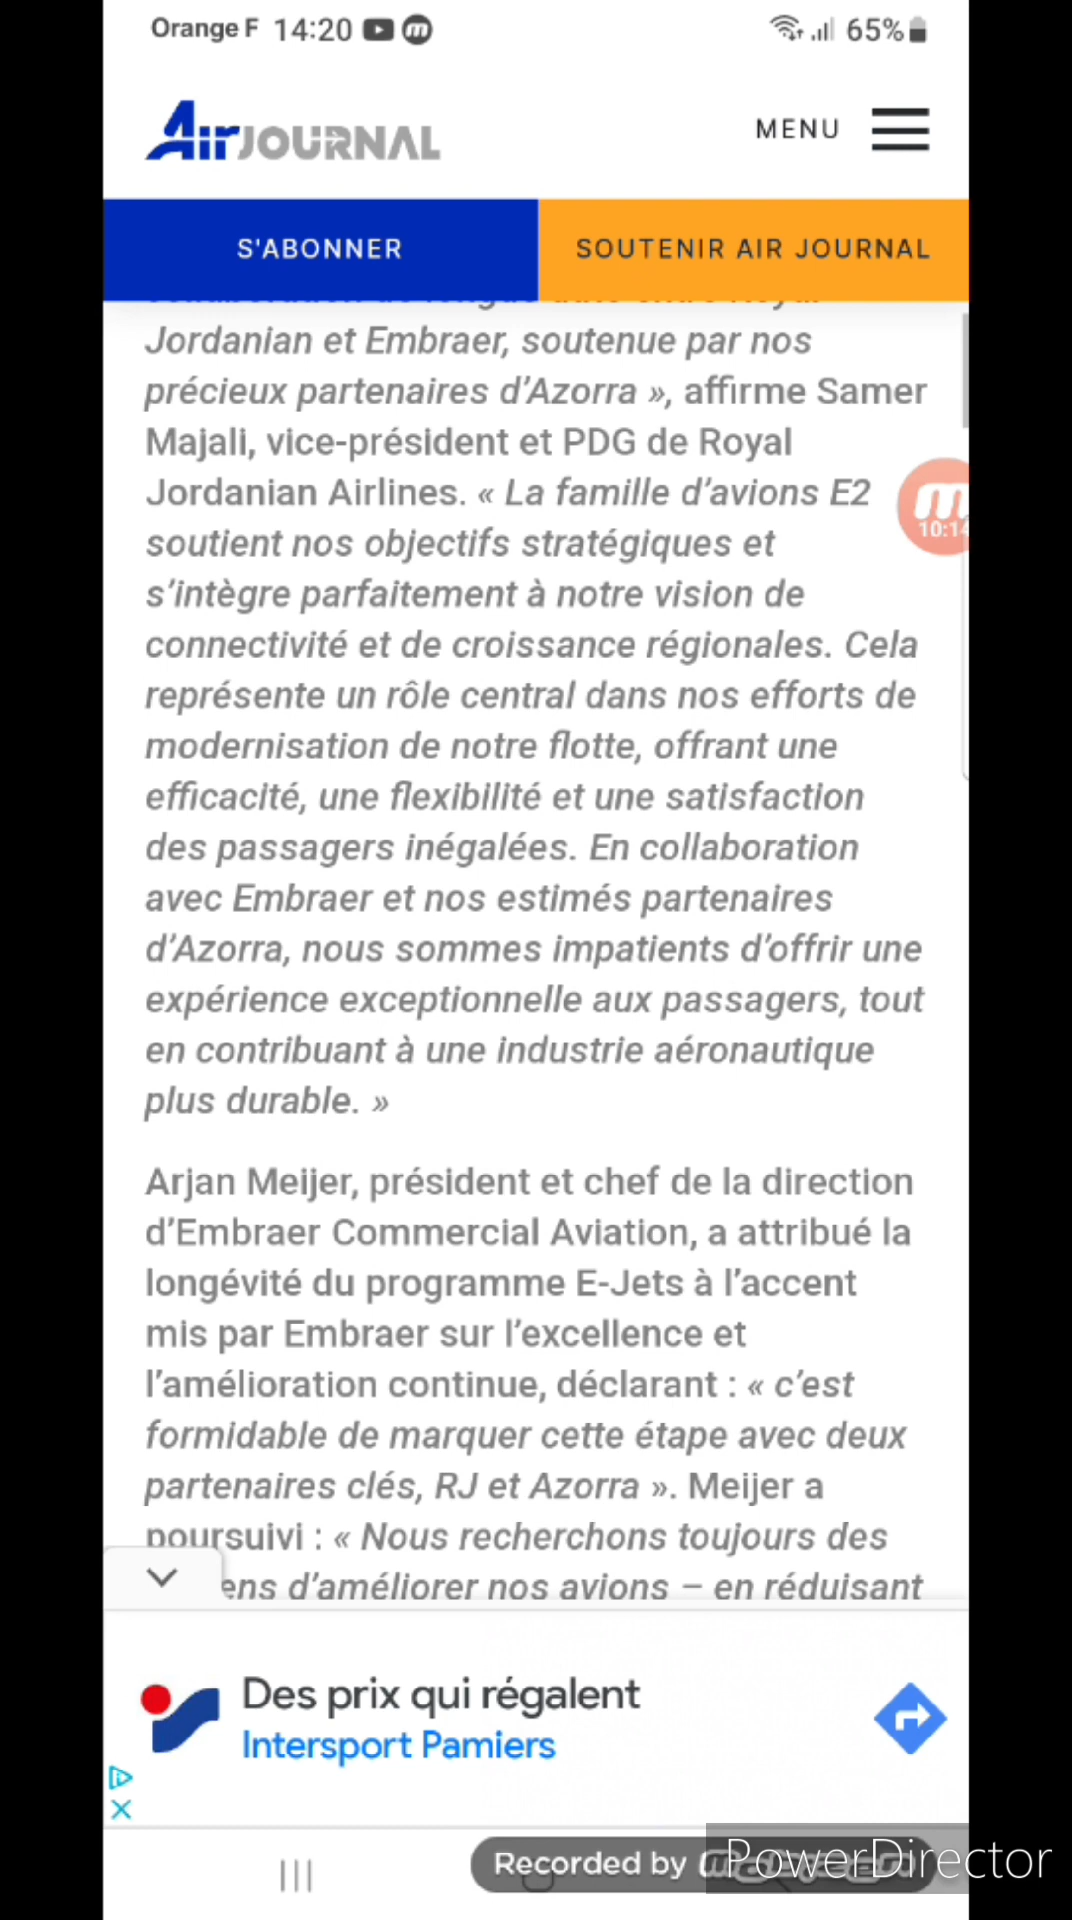 Orange F 14:20
65%
Air JOURNAL
MENU
S'ABONNER
SOUTENIR AIR JOURNAL
Jordanian et Embraer, soutenue par nos
précieux partenaires d’Azorra », affirme Samer
Majali, vice-président et PDG de Royal
Jordanian Airlines. « La famille d’avions E2
soutient nos objectifs stratégiques et
s’intègre parfaitement à notre vision de
connectivité et de croissance régionales. Cela
représente un rôle central dans nos efforts de
modernisation de notre flotte, offrant une
efficacité, une flexibilité et une satisfaction
des passagers inégalées. En collaboration
avec Embraer et nos estimés partenaires
d’Azorra, nous sommes impatients d’offrir une
expérience exceptionnelle aux passagers, tout
en contribuant à une industrie aéronautique
plus durable. »
10:14
Arjan Meijer, président et chef de la direction
d’Embraer Commercial Aviation, a attribué la
longévité du programme E-Jets à l’accent
mis par Embraer sur l’excellence et
l’amélioration continue, déclarant : « c’est
formidable de marquer cette étape avec deux
partenaires clés, RJ et Azorra ». Meijer a
poursuivi : « Nous recherchons toujours des
ens d’améliorer nos avions – en réduisant
Des prix qui régalent
Intersport Pamiers
Recorded by
PowerDirector